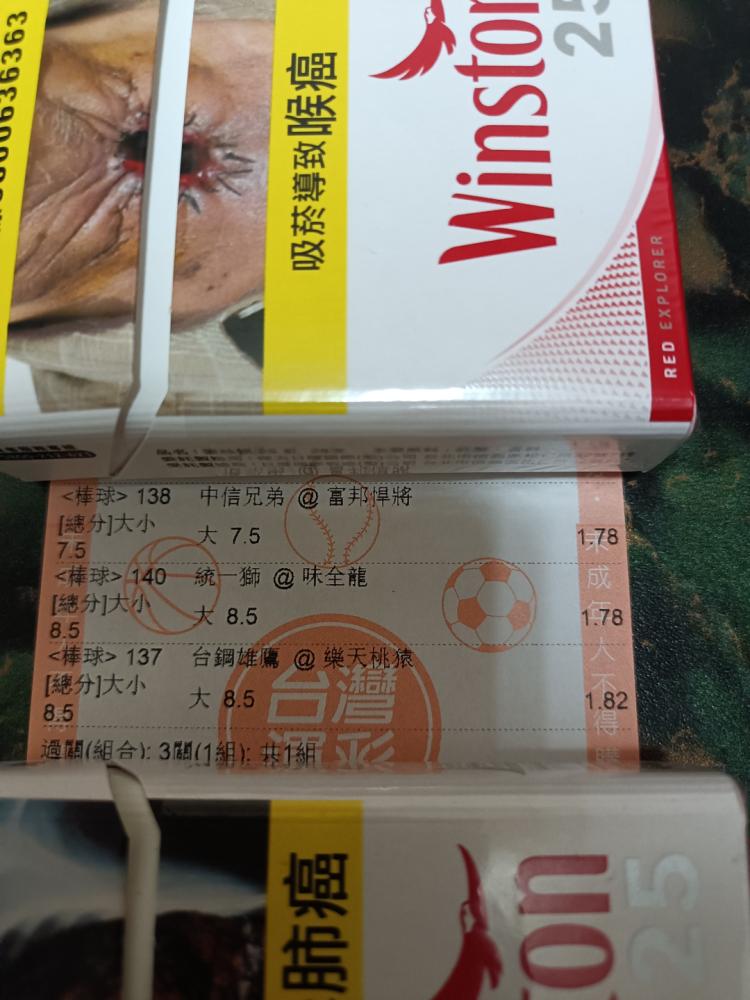 吸菸導致喉癌
Winston
25
RED EXPLORER
<棒球> 138 中信兄弟 @ 富邦悍將
[總分]大小 大 7.5 1.78
7.5
<棒球> 140 統一獅 @ 味全龍
[總分]大小 大 8.5 1.78
8.5
<棒球> 137 台鋼雄鷹 @ 樂天桃猿
[總分]大小 大 8.5 1.82
8.5
過關(組合): 3關(1組); 共1組
未成年人不得
台灣
肺癌
25